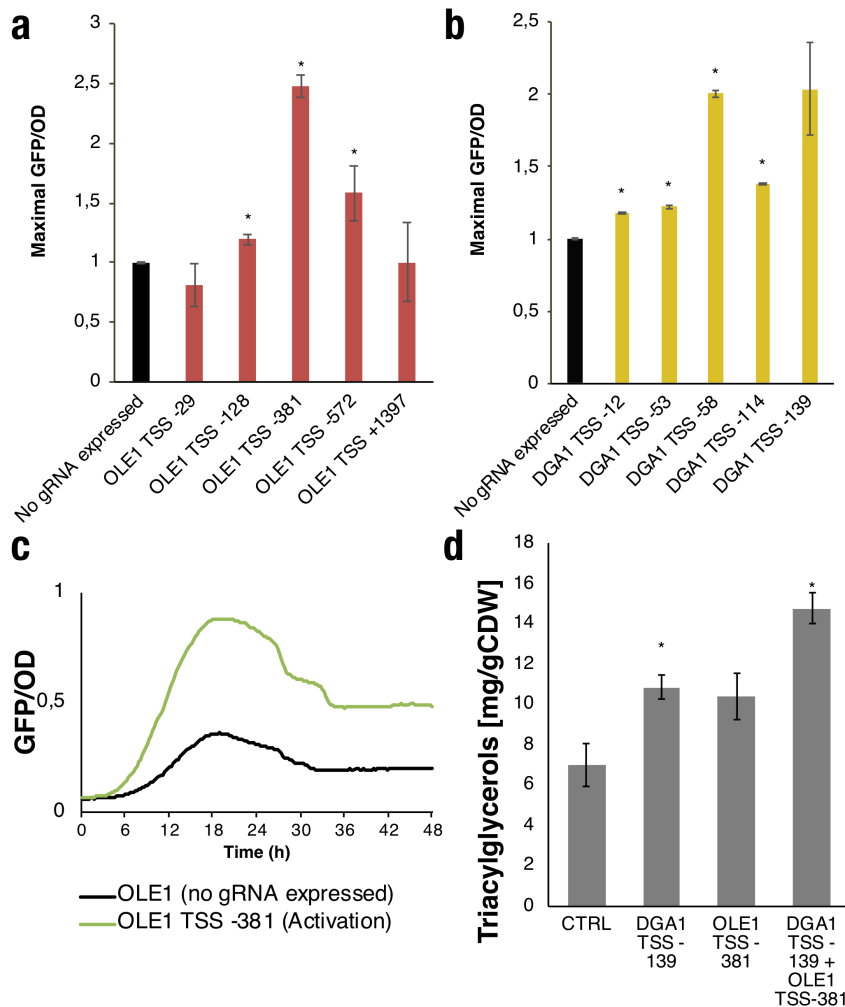 a
Maximal GFP/OD
3
2,5
2
1,5
1
0,5
0
*
*
*
No gRNA expressed
OLE1 TSS -29
OLE1 TSS -128
OLE1 TSS -381
OLE1 TSS -572
OLE1 TSS +1397
b
Maximal GFP/OD
2,5
2
1,5
1
0,5
0
*
*
*
*
No gRNA expressed
DGA1 TSS -12
DGA1 TSS -53
DGA1 TSS -58
DGA1 TSS -114
DGA1 TSS -139
c
GFP/OD
1
0.5
0
0 6 12 18 24 30 36 42 48
Time (h)
OLE1 (no gRNA expressed)
OLE1 TSS -381 (Activation)
d
Triacylglycerols [mg/gCDW]
18
16
14
12
10
8
6
4
2
0
*
*
CTRL
DGA1
TSS -
139
OLE1
TSS -
381
DGA1
TSS -
139 +
OLE1
TSS-381